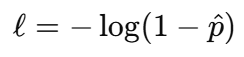 ℓ = − log(1 − p̂)